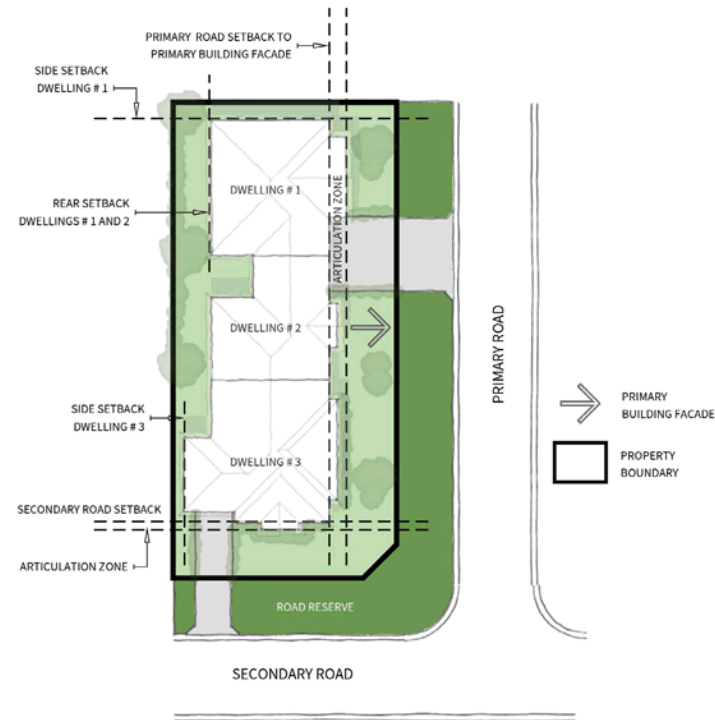 PRIMARY ROAD SETBACK TO
PRIMARY BUILDING FACADE
SIDE SETBACK
DWELLING # 1
DWELLING # 1
ARTICULATION ZONE
REAR SETBACK
DWELLINGS # 1 AND 2
DWELLING # 2
PRIMARY ROAD
PRIMARY
BUILDING FACADE
SIDE SETBACK
DWELLING # 3
DWELLING # 3
PROPERTY
BOUNDARY
SECONDARY ROAD SETBACK
ARTICULATION ZONE
ROAD RESERVE
SECONDARY ROAD